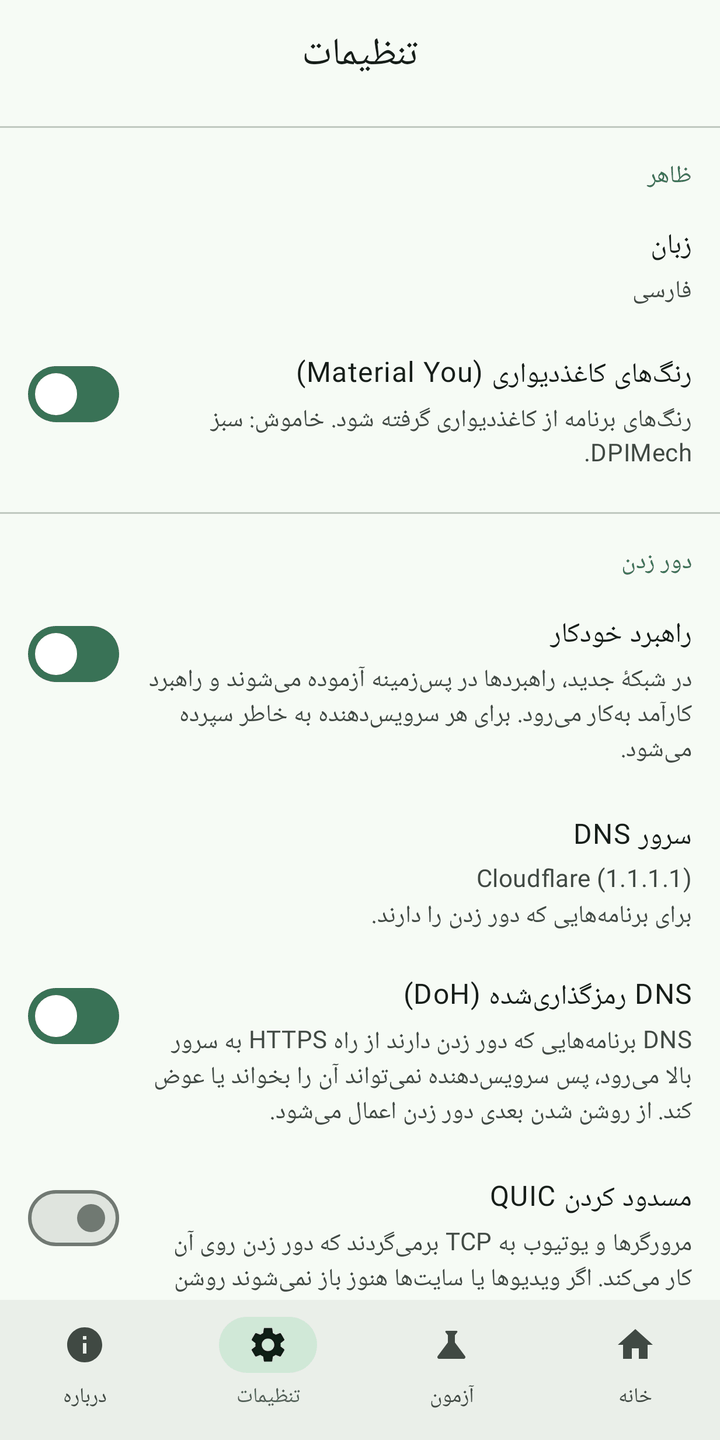 تنظیمات
ظاهر
زبان
فارسی
رنگ‌های کاغذدیواری (Material You)
رنگ‌های برنامه از کاغذدیواری گرفته شود. خاموش: سبز
DPIMech.
دور زدن
راهبرد خودکار
در شبکهٔ جدید، راهبردها در پس‌زمینه آزموده می‌شوند و راهبرد
کارآمد به‌کار می‌رود. برای هر سرویس‌دهنده به خاطر سپرده
می‌شود.
سرور DNS
Cloudflare (1.1.1.1)
برای برنامه‌هایی که دور زدن را دارند.
DNS رمزگذاری‌شده (DoH)
DNS برنامه‌هایی که دور زدن دارند از راه HTTPS به سرور
بالا می‌رود، پس سرویس‌دهنده نمی‌تواند آن را بخواند یا عوض
کند. از روشن شدن بعدی دور زدن اعمال می‌شود.
مسدود کردن QUIC
مرورگرها و یوتیوب به TCP برمی‌گردند که دور زدن روی آن
کار می‌کند. اگر ویدیوها یا سایت‌ها هنوز باز نمی‌شوند روشن
خانه
آزمون
تنظیمات
درباره